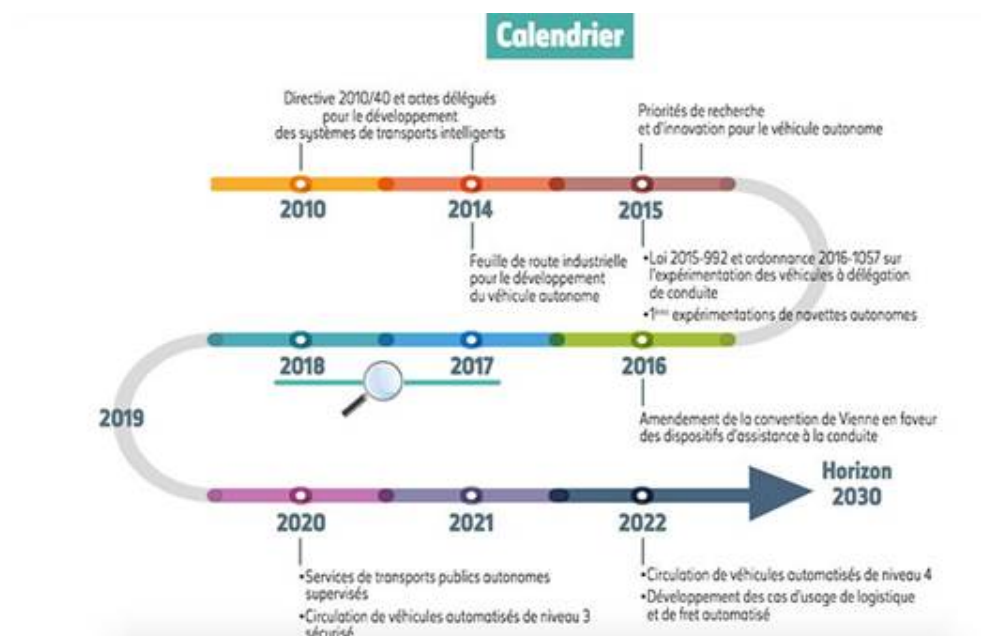 Calendrier
Directive 2010/40 et actes délégués
pour le développement
des systèmes de transports intelligents
Priorités de recherche
et d'innovation pour le véhicule autonome
2010
2014
2015
Feuille de route industrielle
pour le développement
du véhicule autonome
•Loi 2015-992 et ordonnance 2016-1057 sur
l'expérimentation des véhicules à délégation
de conduite
•1ères expérimentations de navettes autonomes
2018
2017
2016
2019
Amendement de la convention de Vienne en faveur
des dispositifs d'assistance à la conduite
Horizon
2030
2020
2021
2022
•Services de transports publics autonomes
supervisés
•Circulation de véhicules automatisés de niveau 3
sécurisé
•Circulation de véhicules automatisés de niveau 4
•Développement des cas d'usage de logistique
et de fret automatisé